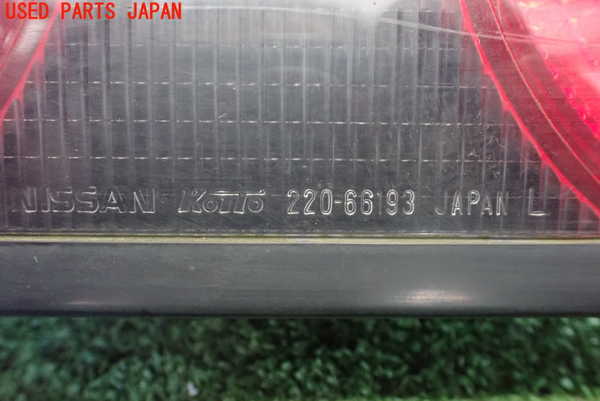 USED PARTS JAPAN
NISSAN KOITO 220-66193 JAPAN L